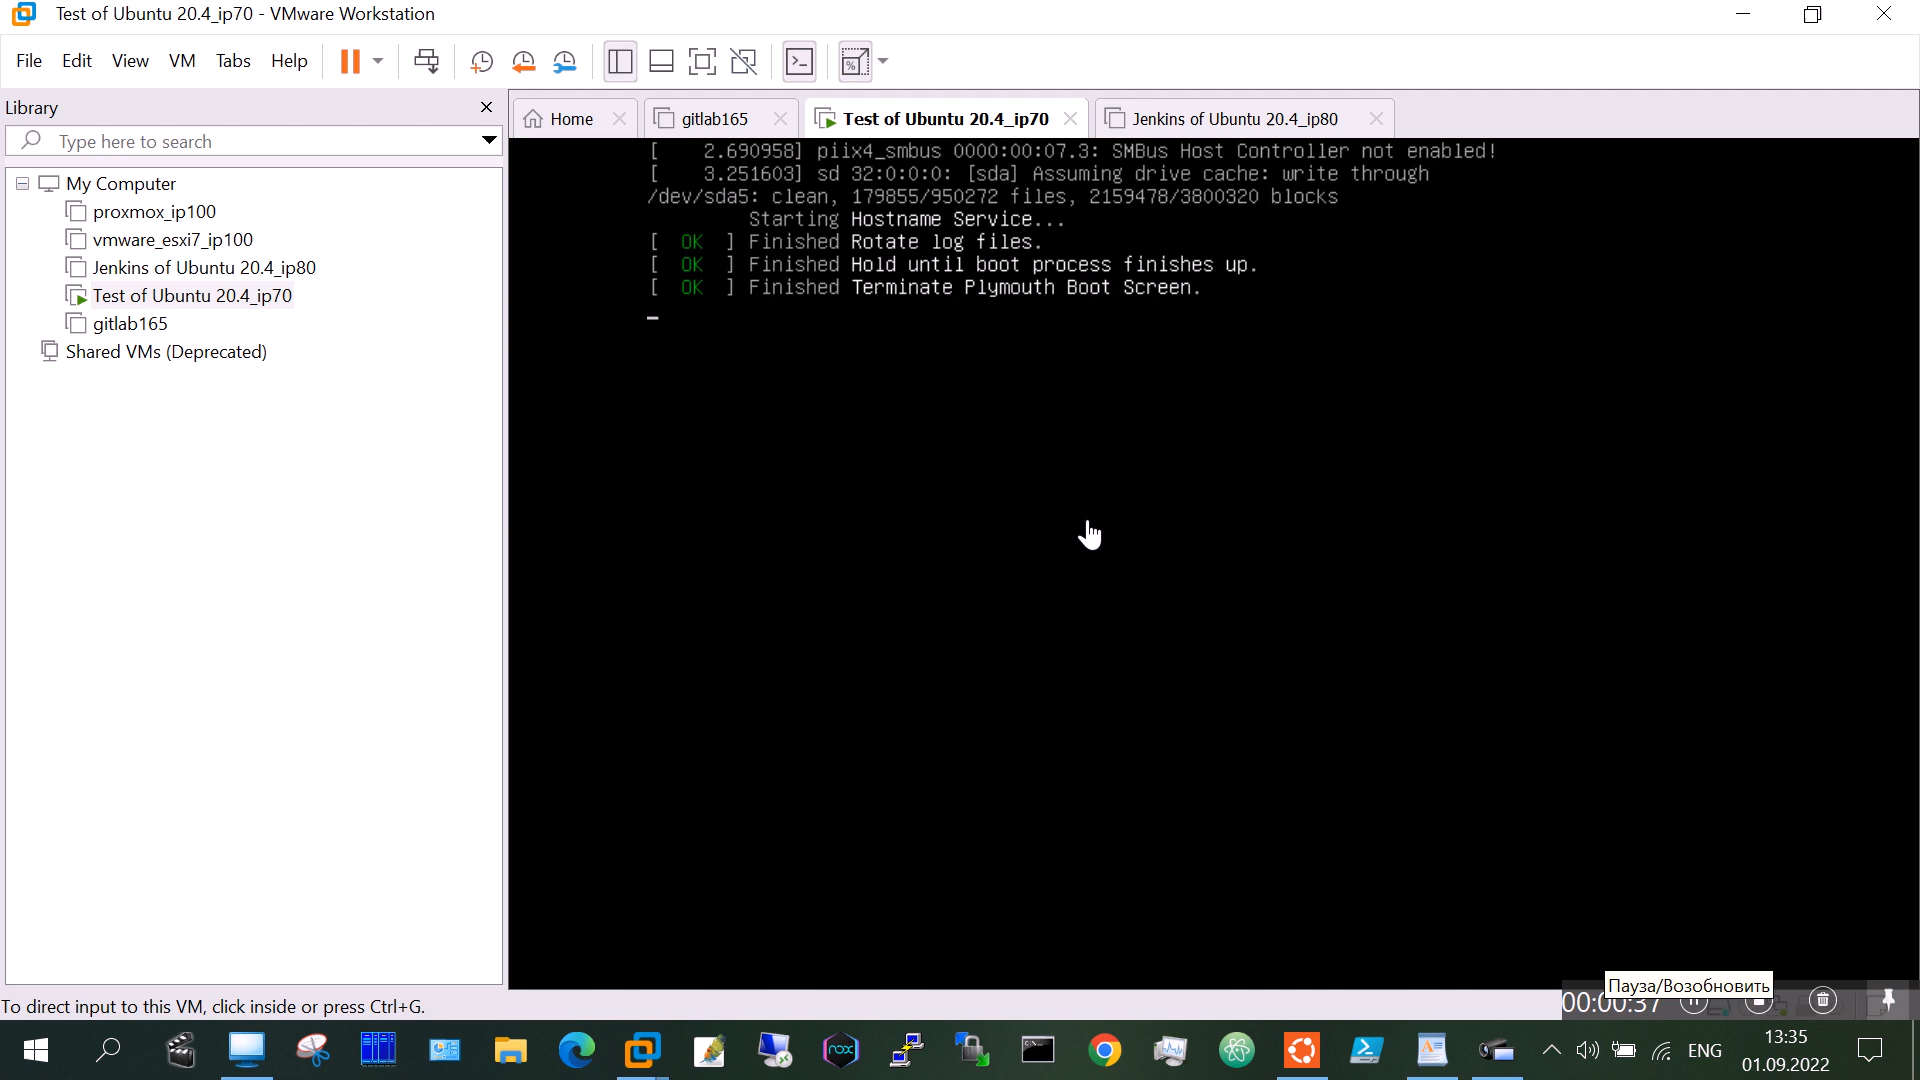 Test of Ubuntu 20.4_ip70 - VMware Workstation
File Edit View VM Tabs Help
Library
Type here to search
My Computer
proxmox_ip100
vmware_esxi7_ip100
Jenkins of Ubuntu 20.4_ip80
Test of Ubuntu 20.4_ip70
gitlab165
Shared VMs (Deprecated)
Home gitlab165 Test of Ubuntu 20.4_ip70 Jenkins of Ubuntu 20.4_ip80
[    2.690958] piix4_smbus 0000:00:07.3: SMBus Host Controller not enabled!
[    3.251603] sd 32:0:0:0: [sda] Assuming drive cache: write through
/dev/sda5: clean, 179855/950272 files, 2159478/3800320 blocks
         Starting Hostname Service...
[  OK  ] Finished Rotate log files.
[  OK  ] Finished Hold until boot process finishes up.
[  OK  ] Finished Terminate Plymouth Boot Screen.
_
Пауза/Возобновить
To direct input to this VM, click inside or press Ctrl+G.
00:00:37
ENG
13:35
01.09.2022